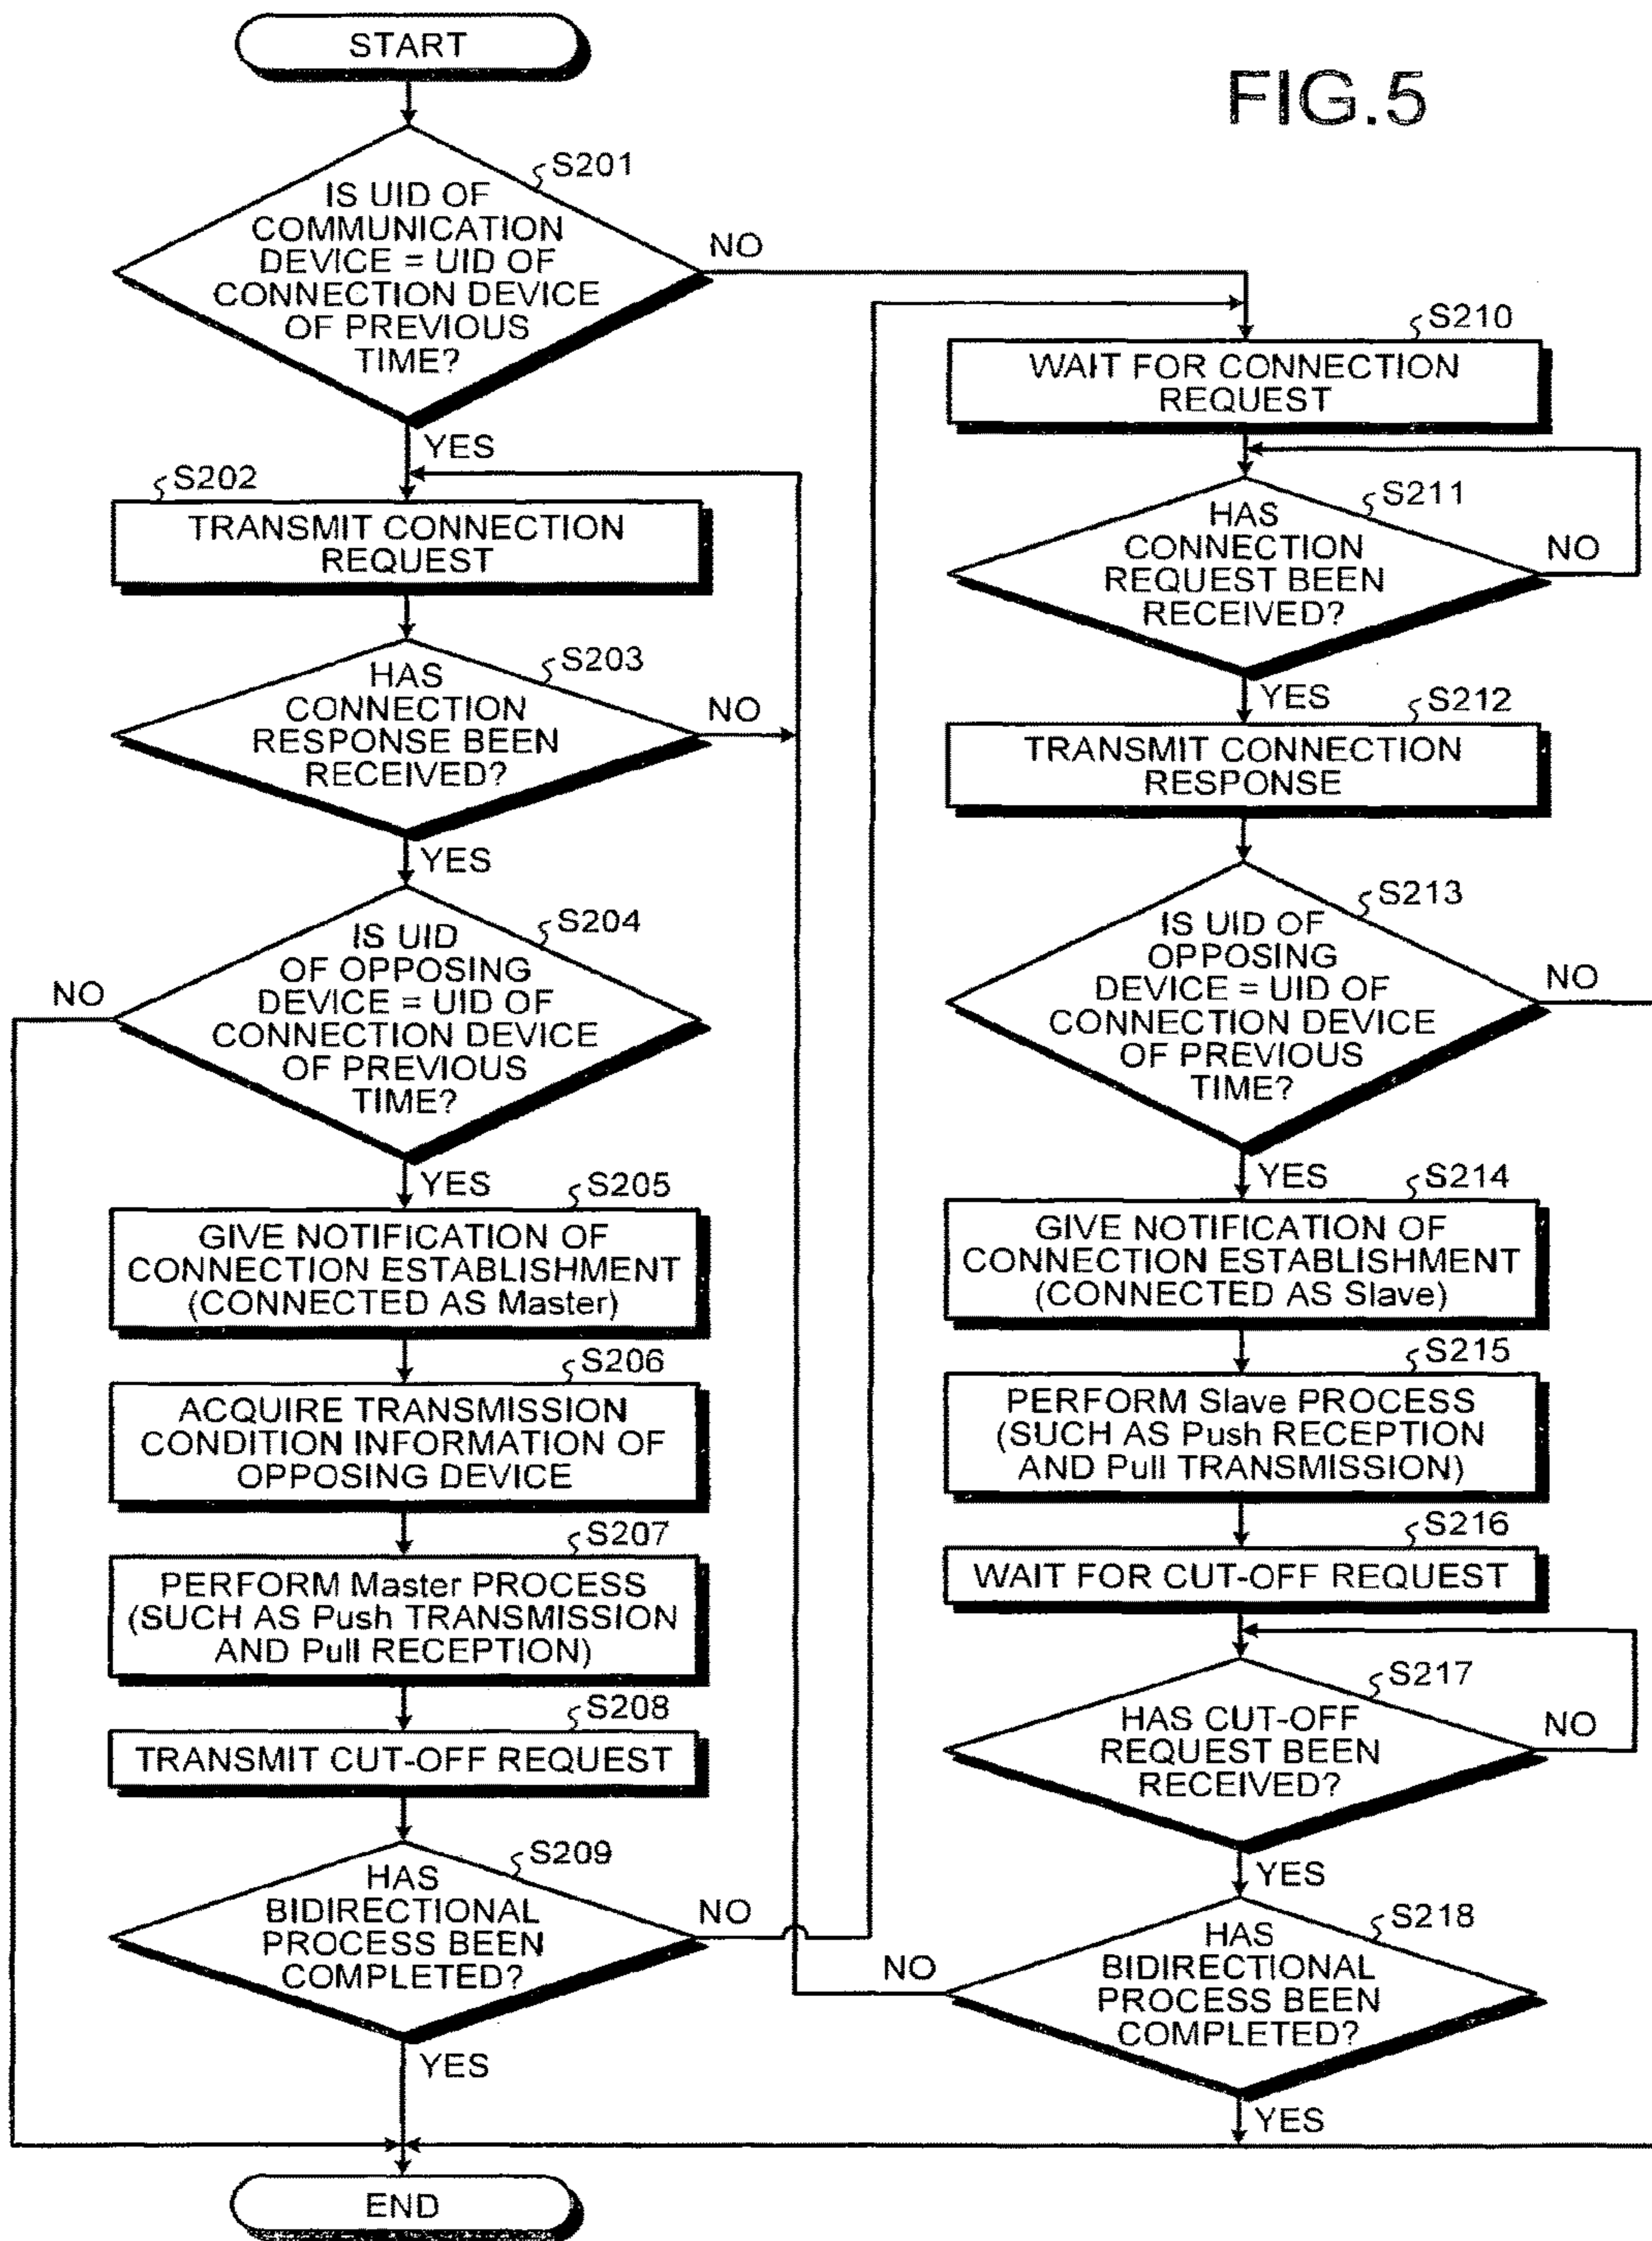 FIG.5
START
S201
IS UID OF
COMMUNICATION
DEVICE = UID OF
CONNECTION DEVICE
OF PREVIOUS
TIME?
NO
YES
S202
TRANSMIT CONNECTION
REQUEST
S203
HAS
CONNECTION
RESPONSE BEEN
RECEIVED?
NO
YES
S204
IS UID
OF OPPOSING
DEVICE = UID OF
CONNECTION DEVICE
OF PREVIOUS
TIME?
NO
YES
S205
GIVE NOTIFICATION OF
CONNECTION ESTABLISHMENT
(CONNECTED AS Master)
S206
ACQUIRE TRANSMISSION
CONDITION INFORMATION OF
OPPOSING DEVICE
S207
PERFORM Master PROCESS
(SUCH AS Push TRANSMISSION
AND Pull RECEPTION)
S208
TRANSMIT CUT-OFF REQUEST
S209
HAS
BIDIRECTIONAL
PROCESS BEEN
COMPLETED?
NO
YES
END
S210
WAIT FOR CONNECTION
REQUEST
S211
HAS
CONNECTION
REQUEST BEEN
RECEIVED?
NO
YES
S212
TRANSMIT CONNECTION
RESPONSE
S213
IS UID OF
OPPOSING
DEVICE = UID OF
CONNECTION DEVICE
OF PREVIOUS
TIME?
NO
YES
S214
GIVE NOTIFICATION OF
CONNECTION ESTABLISHMENT
(CONNECTED AS Slave)
S215
PERFORM Slave PROCESS
(SUCH AS Push RECEPTION
AND Pull TRANSMISSION)
S216
WAIT FOR CUT-OFF REQUEST
S217
HAS CUT-OFF
REQUEST BEEN
RECEIVED?
NO
YES
S218
HAS
BIDIRECTIONAL
PROCESS BEEN
COMPLETED?
NO
YES